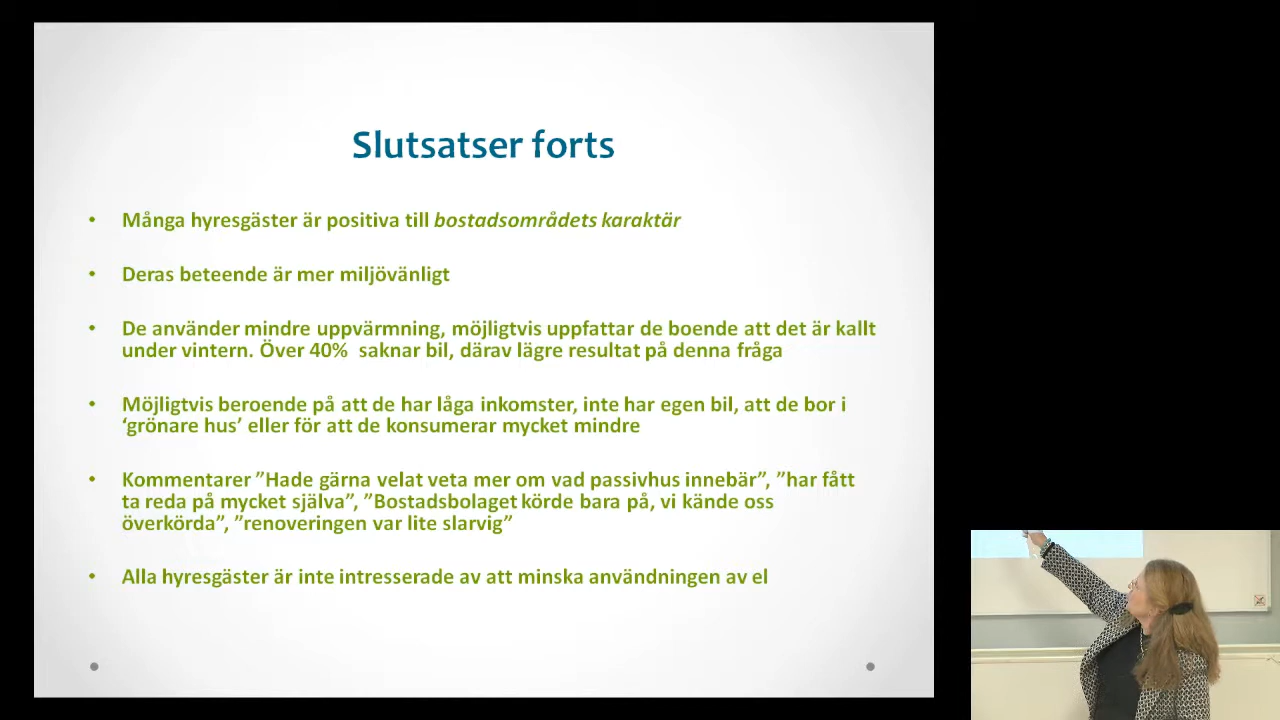 Slutsatser forts
• Många hyresgäster är positiva till bostadsområdets karaktär
• Deras beteende är mer miljövänligt
• De använder mindre uppvärmning, möjligtvis uppfattar de boende att det är kallt
under vintern. Över 40% saknar bil, därav lägre resultat på denna fråga
• Möjligtvis beroende på att de har låga inkomster, inte har egen bil, att de bor i
‘grönare hus’ eller för att de konsumerar mycket mindre
• Kommentarer ”Hade gärna velat veta mer om vad passivhus innebär”, ”har fått
ta reda på mycket själva”, ”Bostadsbolaget körde bara på, vi kände oss
överkörda”, ”renoveringen var lite slarvig”
• Alla hyresgäster är inte intresserade av att minska användningen av el